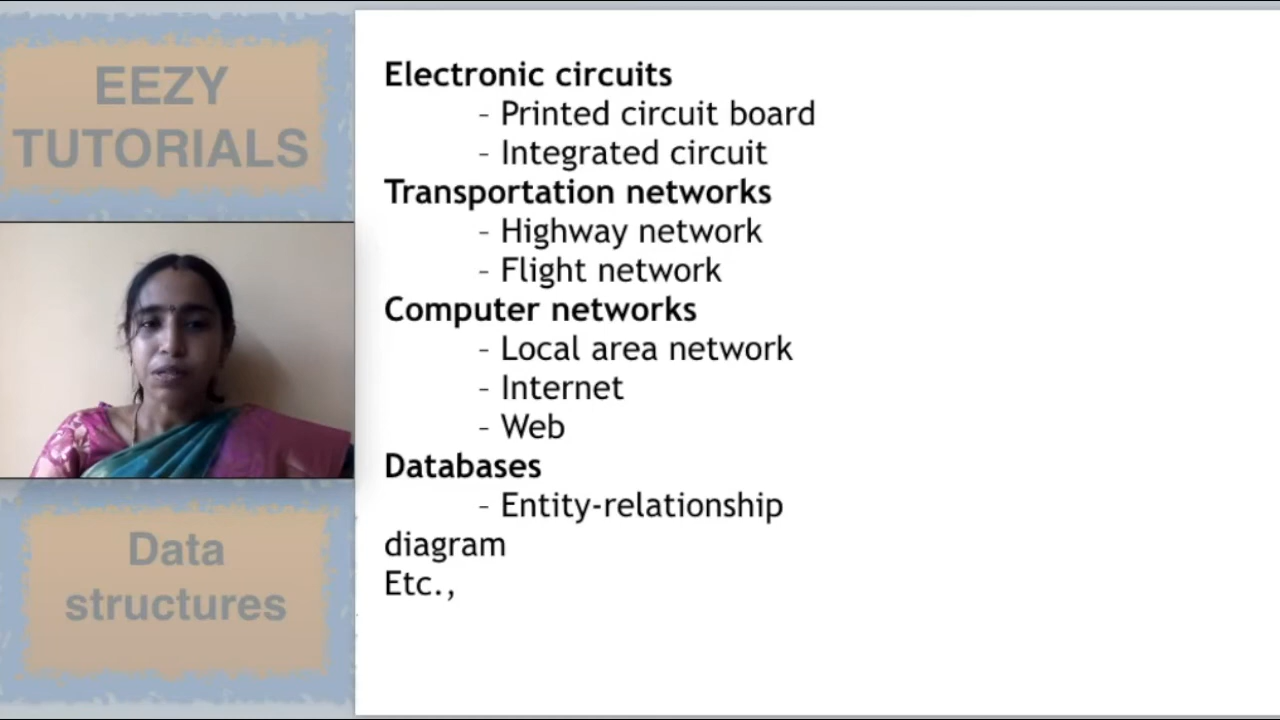 EEZY
TUTORIALS
Electronic circuits
- Printed circuit board
- Integrated circuit
Transportation networks
- Highway network
- Flight network
Computer networks
- Local area network
- Internet
- Web
Databases
- Entity-relationship
diagram
Etc.,
Data
structures